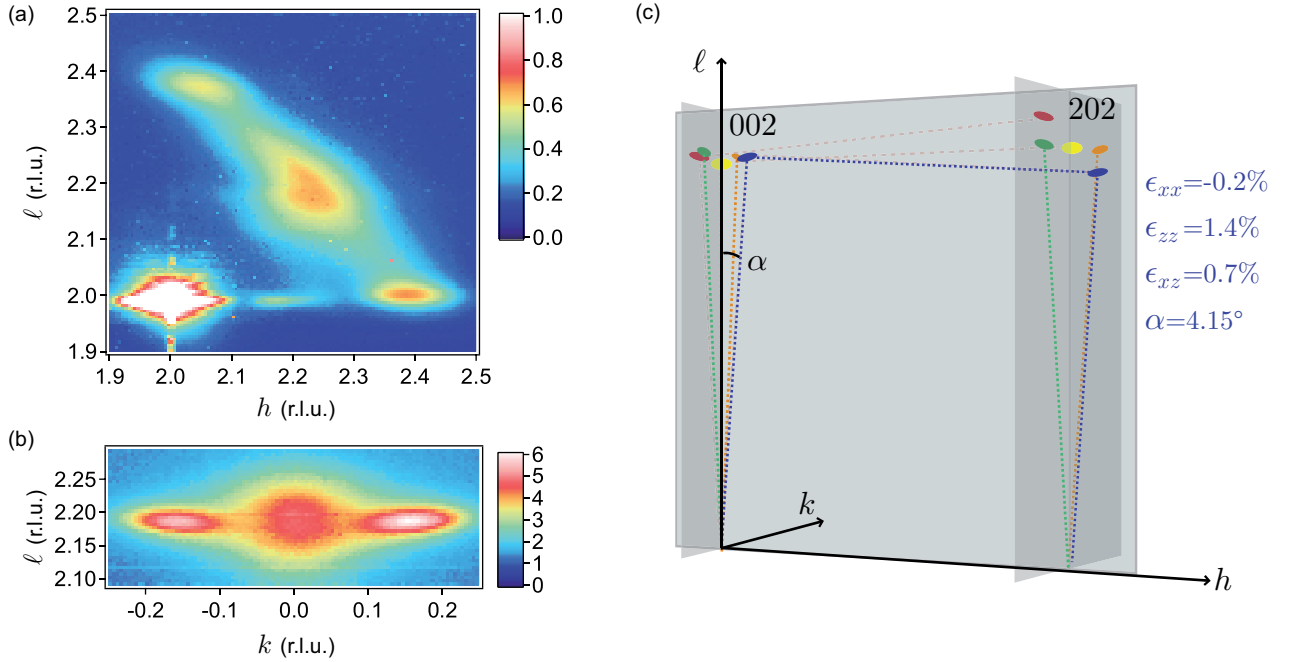 (a)
2.5
2.4
2.3
2.2
2.1
2.0
1.9
ℓ (r.l.u.)
1.9 2.0 2.1 2.2 2.3 2.4 2.5
h (r.l.u.)
1.0
0.8
0.6
0.4
0.2
0.0
(b)
2.25
2.20
2.15
2.10
ℓ (r.l.u.)
-0.2 -0.1 0.0 0.1 0.2
k (r.l.u.)
6
5
4
3
2
1
0
(c)
ℓ
002
202
α
k
h
ϵxx=-0.2%
ϵzz=1.4%
ϵxz=0.7%
α=4.15°